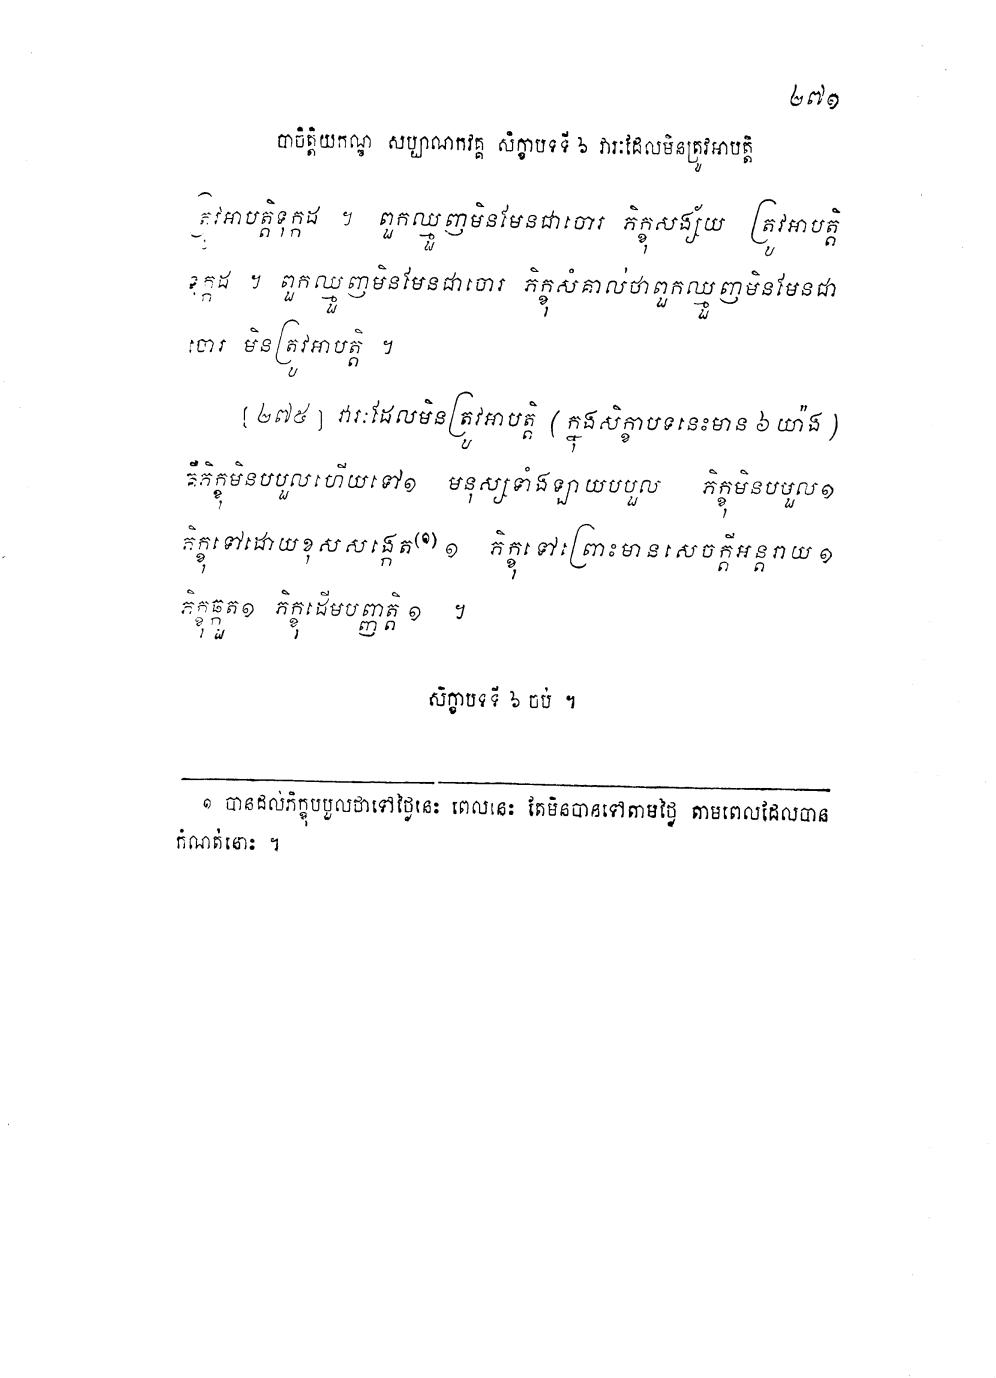 ២៧១
បាចិត្តិយកណ្ឌ សប្បាណកវគ្គ សិក្ខាបទទី ៦ វារៈដែលមិនត្រូវអាបត្តិ
ត្រូវអាបត្តិទុក្កដ ។ ពួកឈ្មួញមិនមែនជាចោរ ភិក្ខុសង្ស័យ ត្រូវអាបត្តិ
ទុក្កដ ។ ពួកឈ្មួញមិនមែនជាចោរ ភិក្ខុសំគាល់ថាពួកឈ្មួញមិនមែនជា
ចោរ មិនត្រូវអាបត្តិ ។
[ ២៧៥ ] វារៈដែលមិនត្រូវអាបត្តិ ( ក្នុងសិក្ខាបទនេះមាន ៦ យ៉ាង )
គឺភិក្ខុមិនបបួលហើយទៅ១ មនុស្សទាំងឡាយបបួល ភិក្ខុមិនបបួល១
ភិក្ខុទៅដោយខុសសង្កេត(១) ១ ភិក្ខុទៅព្រោះមានសេចក្តីអន្តរាយ ១
ភិក្ខុឆ្កួត១ ភិក្ខុដើមបញ្ញត្តិ ១ ។
សិក្ខាបទទី ៦ ចប់ ។
១ បានដល់ភិក្ខុបបួលថាទៅថ្ងៃនេះ ពេលនេះ តែមិនបានទៅតាមថ្ងៃ តាមពេលដែលបាន
កំណត់នោះ ។